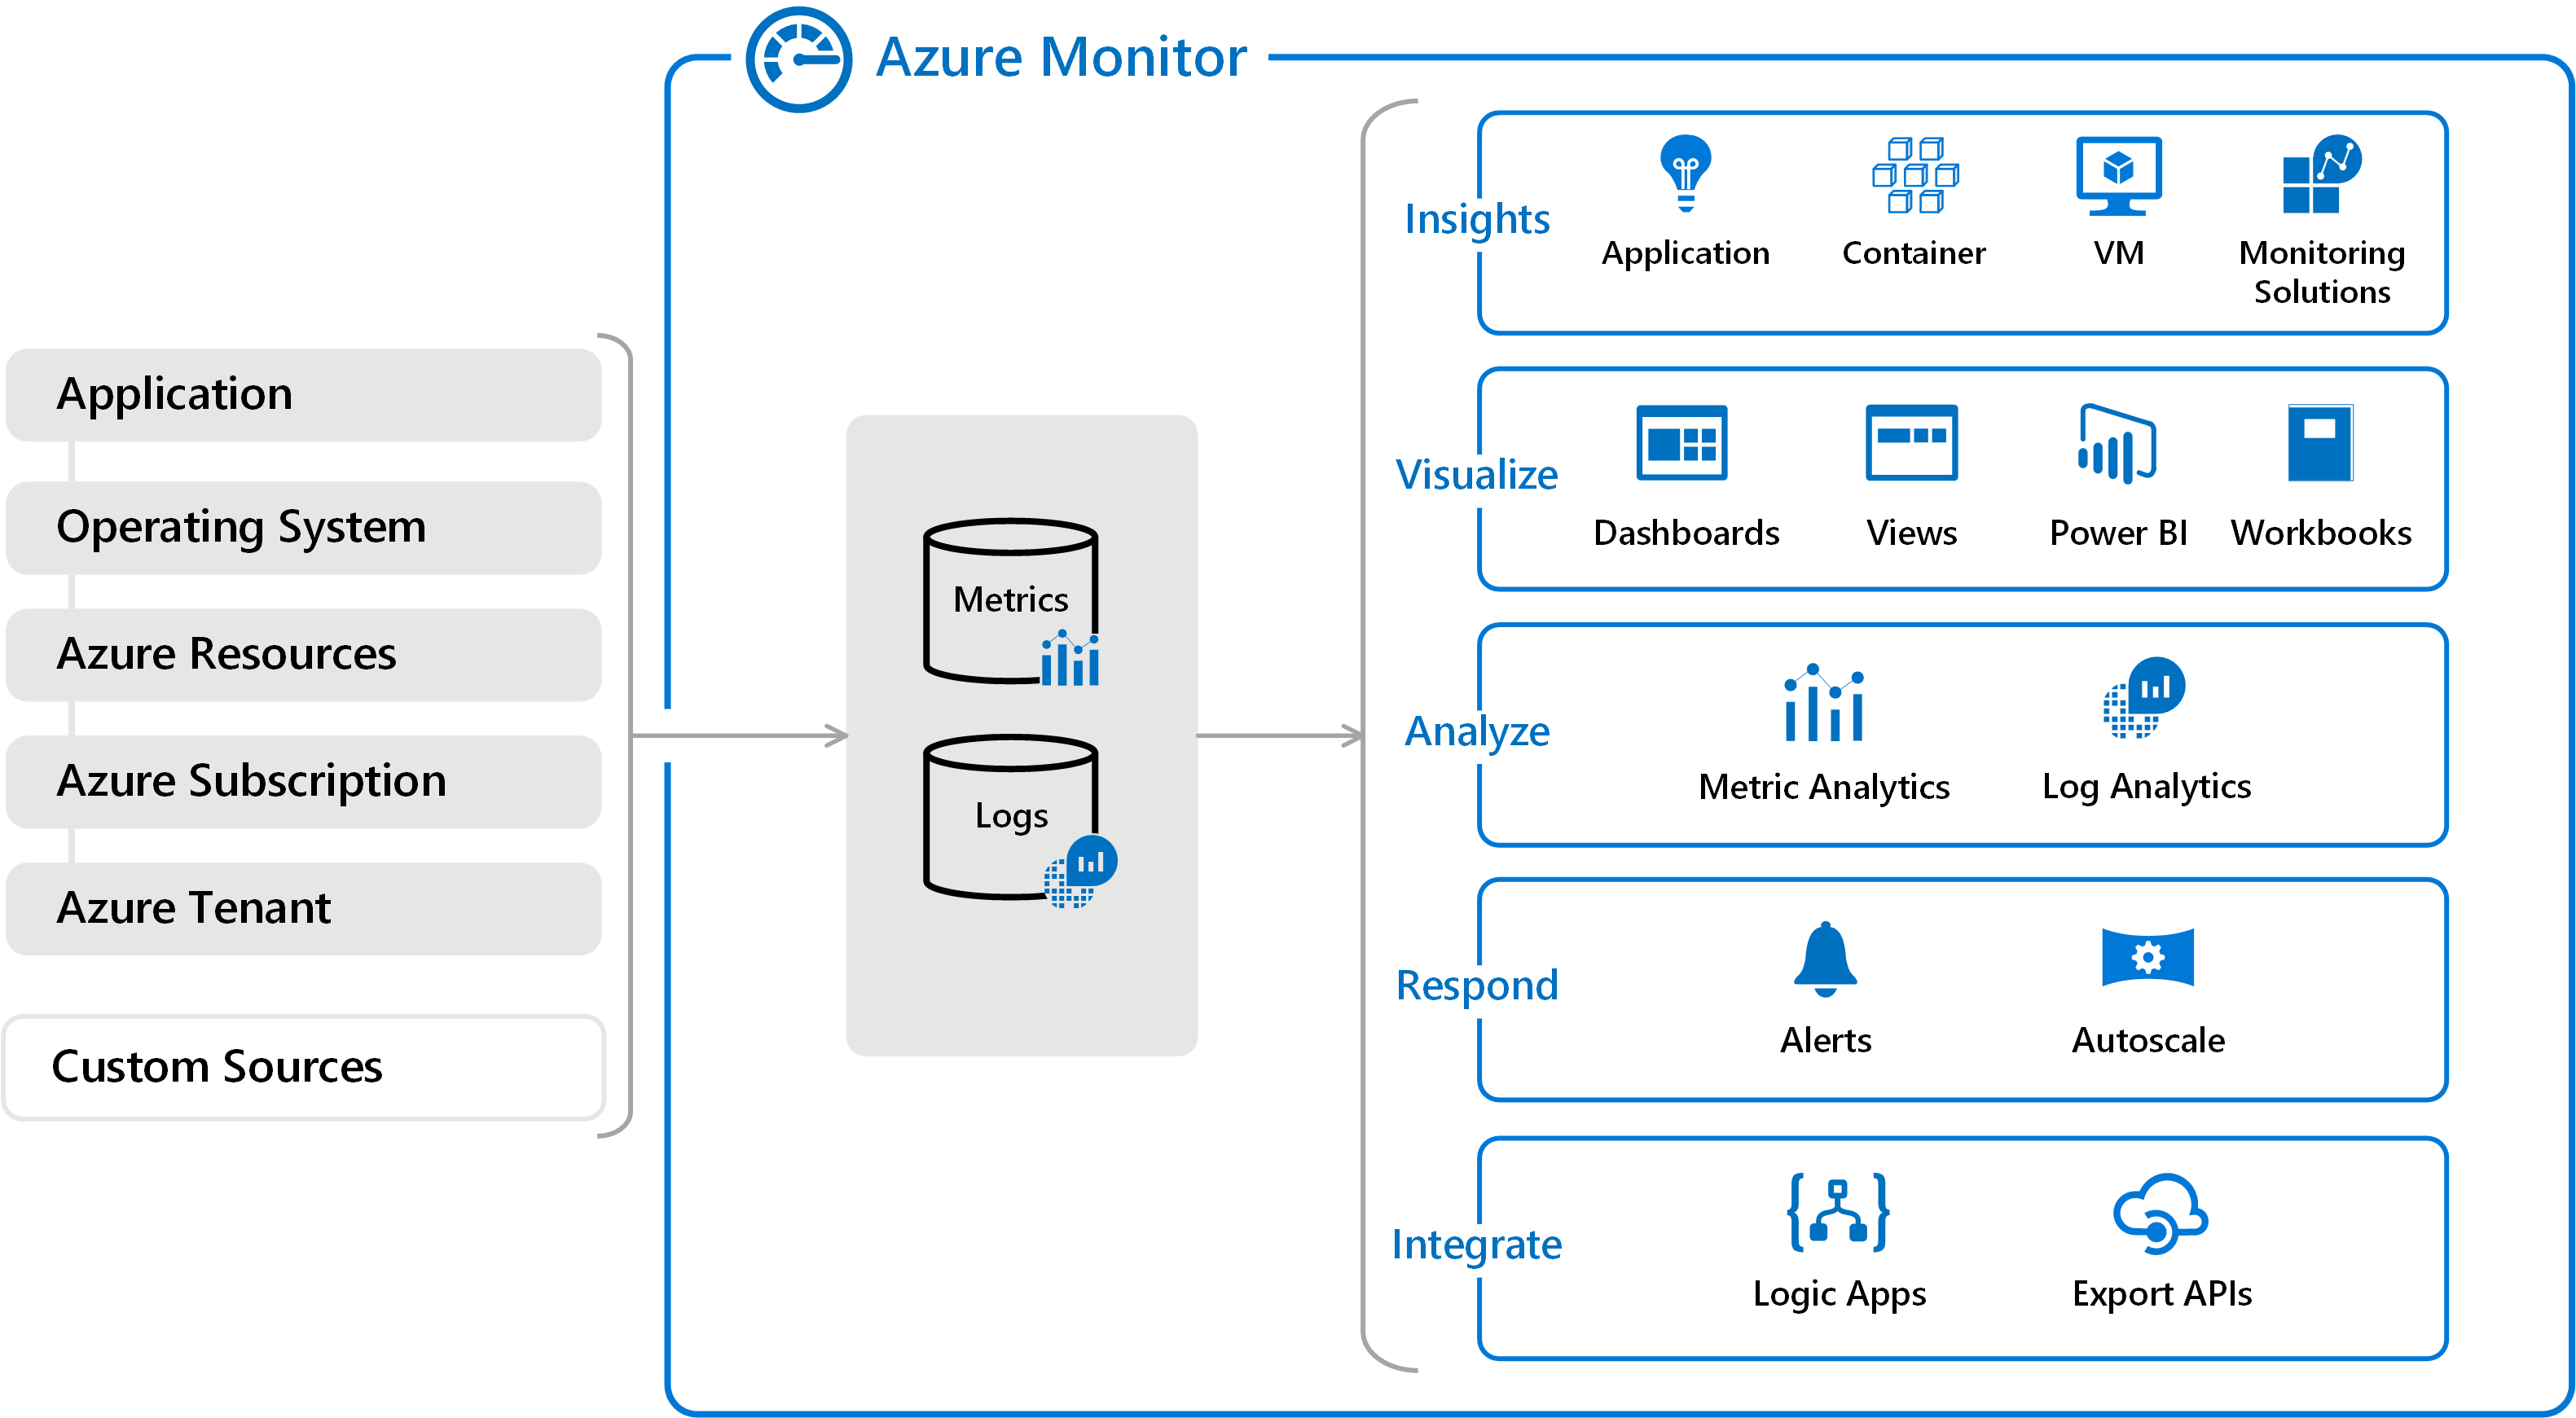 Azure Monitor
Application
Operating System
Azure Resources
Azure Subscription
Azure Tenant
Custom Sources
Metrics
Logs
Insights
Application
Container
VM
Monitoring
Solutions
Visualize
Dashboards
Views
Power BI
Workbooks
Analyze
Metric Analytics
Log Analytics
Respond
Alerts
Autoscale
Integrate
Logic Apps
Export APIs